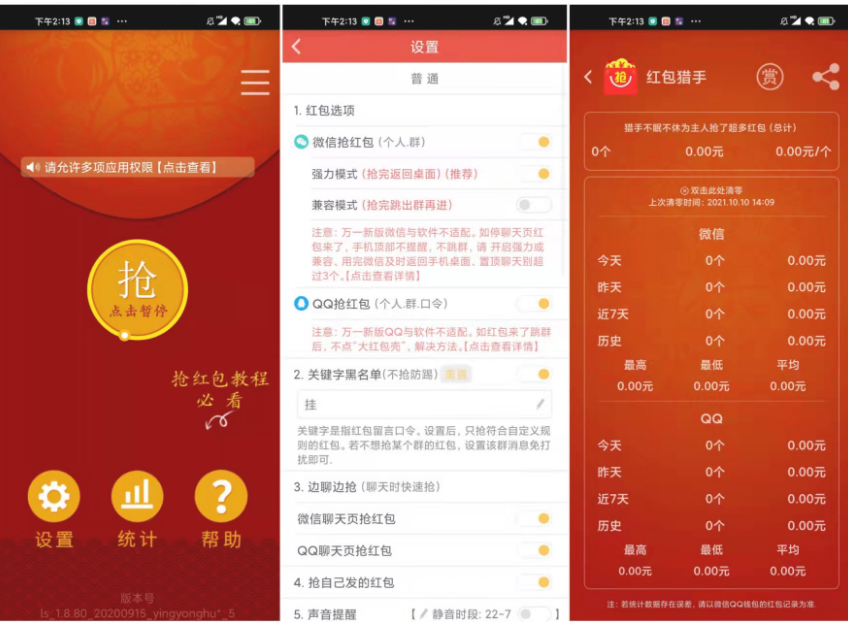 下午2:13
请允许多项应用权限【点击查看】
抢
点击暂停
抢红包教程
必看
设置
统计
帮助
版本号
ls_1.8.80_20200915_yingyonghu*_5
下午2:13
设置
普通
1. 红包选项
微信抢红包 (个人.群)
强力模式 (抢完返回桌面) (推荐)
兼容模式 (抢完跳出群再进)
注意: 万一新版微信与软件不适配。如停聊天页红
包来了, 手机顶部不提醒, 不跳群, 请 开启强力或
兼容、用完微信及时返回手机桌面、置顶聊天别超
过3个。【点击查看详情】
QQ抢红包 (个人.群.口令)
注意: 万一新版QQ与软件不适配。如红包来了跳群
后, 不点“大红包壳”, 解决方法。【点击查看详情】
2. 关键字黑名单(不抢防踢)
挂
关键字是指红包留言口令。设置后, 只抢符合自定义规
则的红包。若不想抢某个群的红包, 设置该群消息免打
扰即可.
3. 边聊边抢 (聊天时快速抢)
微信聊天页抢红包
QQ聊天页抢红包
4. 抢自己发的红包
5. 声音提醒 【 静音时段: 22-7 】
下午2:13
抢
红包猎手
赏
猎手不眠不休为主人抢了超多红包 (总计)
0个 0.00元 0.00元/个
双击此处清零
上次清零时间: 2021.10.10 14:09
微信
今天 0个 0.00元
昨天 0个 0.00元
近7天 0个 0.00元
历史 0个 0.00元
最高 最低 平均
0.00元 0.00元 0.00元
QQ
今天 0个 0.00元
昨天 0个 0.00元
近7天 0个 0.00元
历史 0个 0.00元
最高 最低 平均
0.00元 0.00元 0.00元
注: 若统计数据存在误差, 请以微信QQ钱包的红包记录为准.